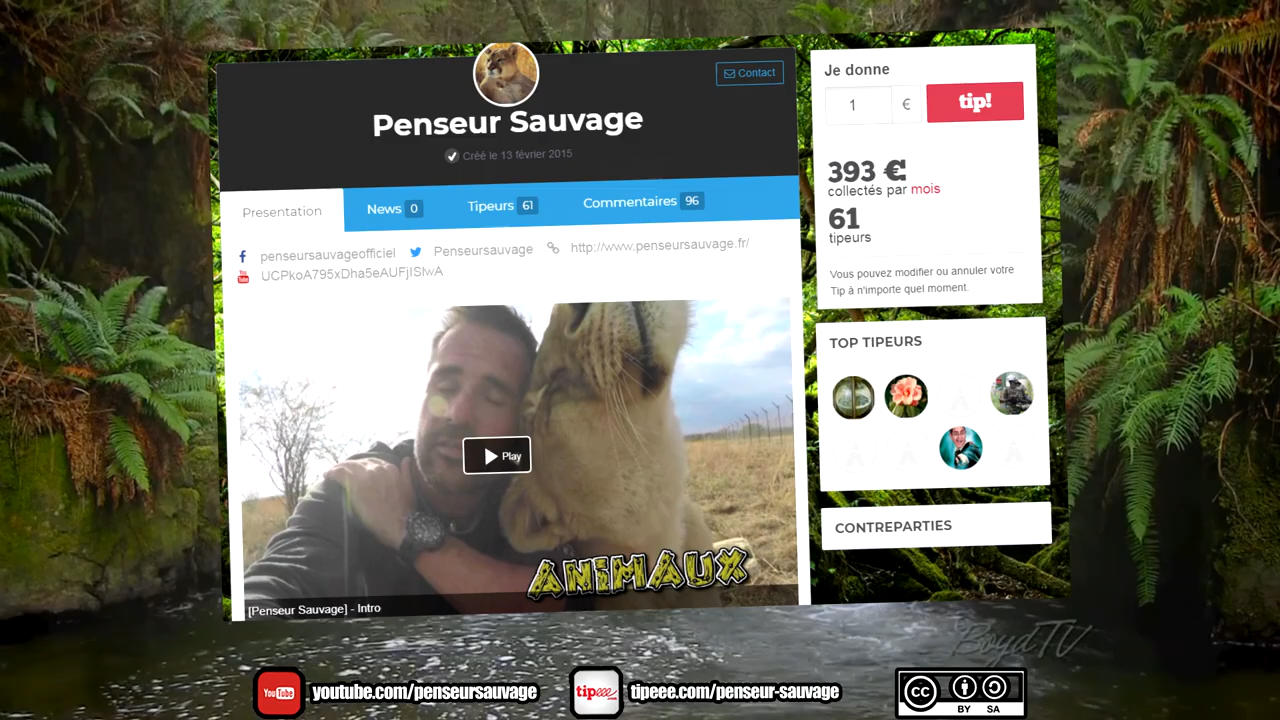 Contact
Penseur Sauvage
Créé le 13 février 2015
Presentation
News 0
Tipeurs 61
Commentaires 96
penseursauvageofficiel
Penseursauvage
http://www.penseursauvage.fr/
You Tube
UCPkoA795xDha5eAUFjISlwA
Play
ANiMAUX
[Penseur Sauvage] - Intro
Je donne
1 €
tip!
393 €
collectés par mois
61
tipeurs
Vous pouvez modifier ou annuler votre
Tip à n'importe quel moment.
TOP TIPEURS
CONTREPARTIES
BoydTV
YouTube
youtube.com/penseursauvage
tipeee.com
tipeee.com/penseur-sauvage
cc
BY SA